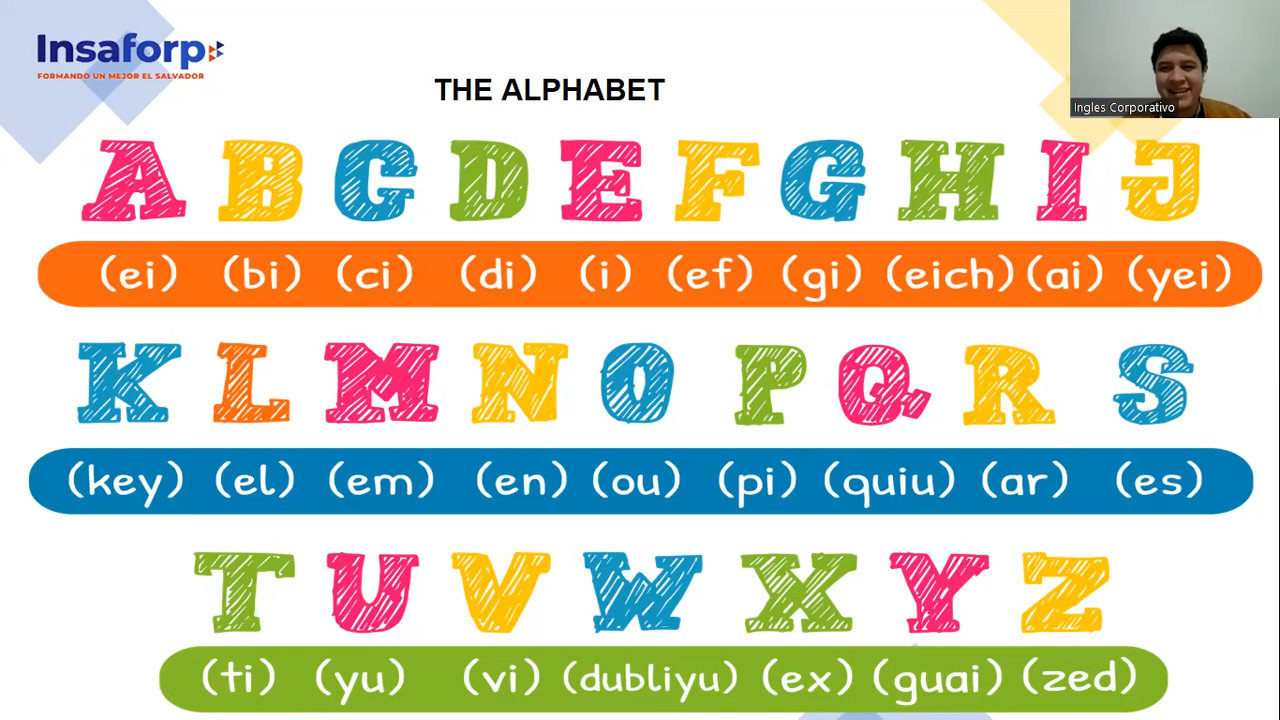 Insaforp
FORMANDO UN MEJOR EL SALVADOR
Ingles Corporativo
THE ALPHABET
A B C D E F G H I J
(ei) (bi) (ci) (di) (i) (ef) (gi) (eich) (ai) (yei)
K L M N O P Q R S
(key) (el) (em) (en) (ou) (pi) (quiu) (ar) (es)
T U V W X Y Z
(ti) (yu) (vi) (dubliyu) (ex) (guai) (zed)